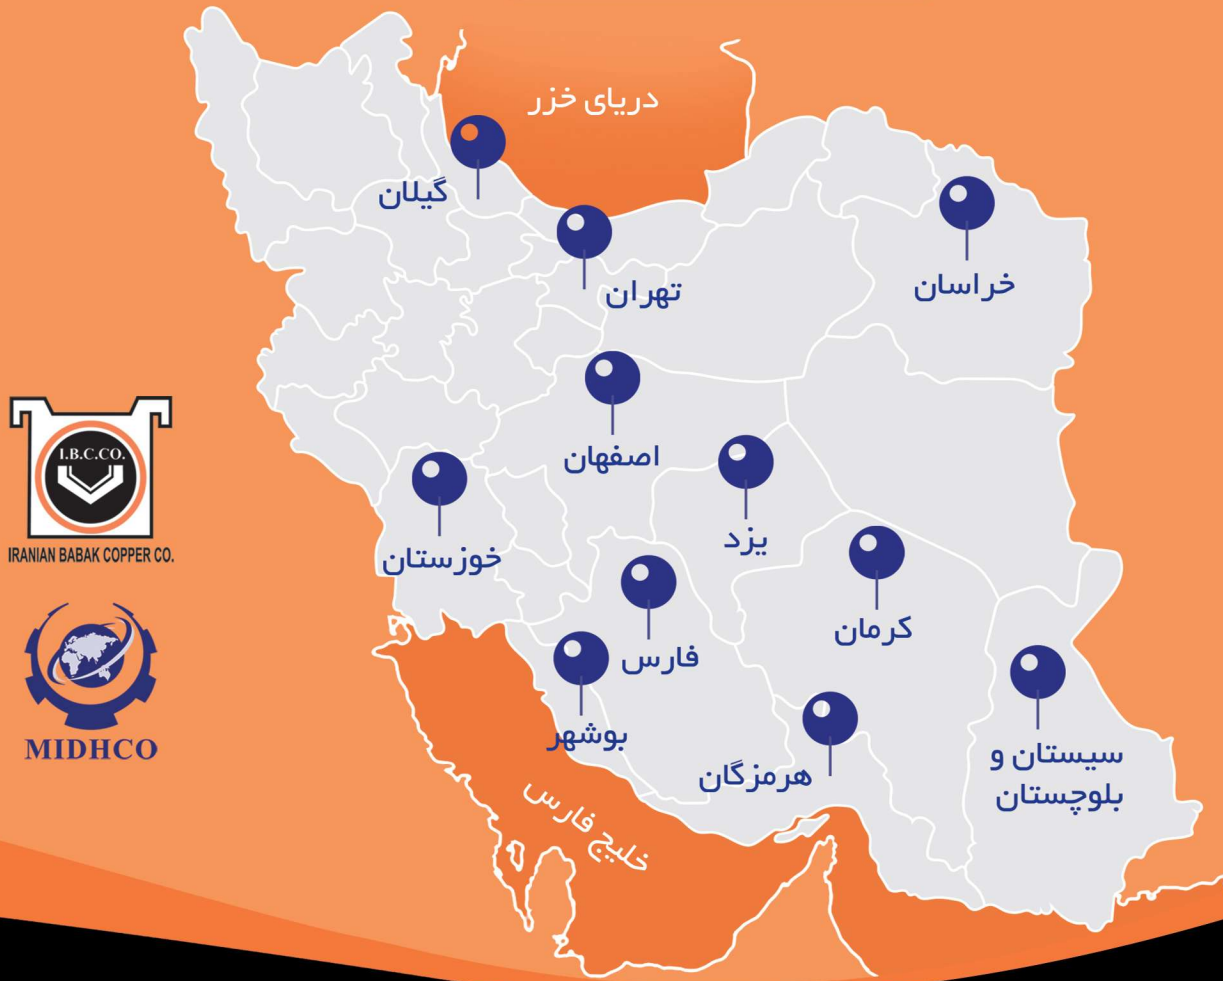 دریای خزر
گیلان
تهران
خراسان
اصفهان
یزد
خوزستان
کرمان
فارس
بوشهر
هرمزگان
سیستان و
بلوچستان
خلیج فارس
I.B.C.CO.
IRANIAN BABAK COPPER CO.
MIDHCO